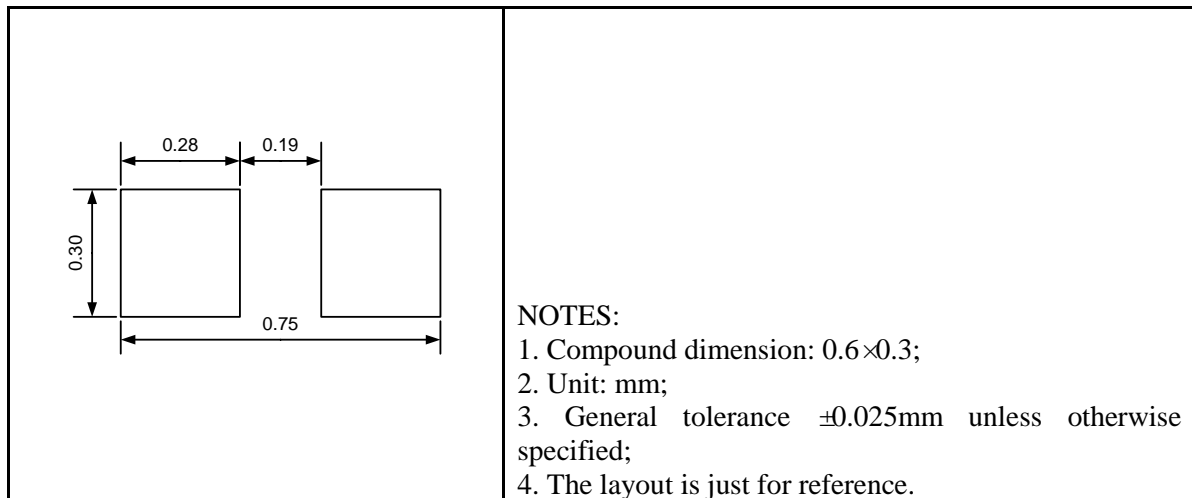 0.28
0.19
0.30
0.75
NOTES:
1. Compound dimension: 0.6×0.3;
2. Unit: mm;
3. General tolerance ±0.025mm unless otherwise
specified;
4. The layout is just for reference.